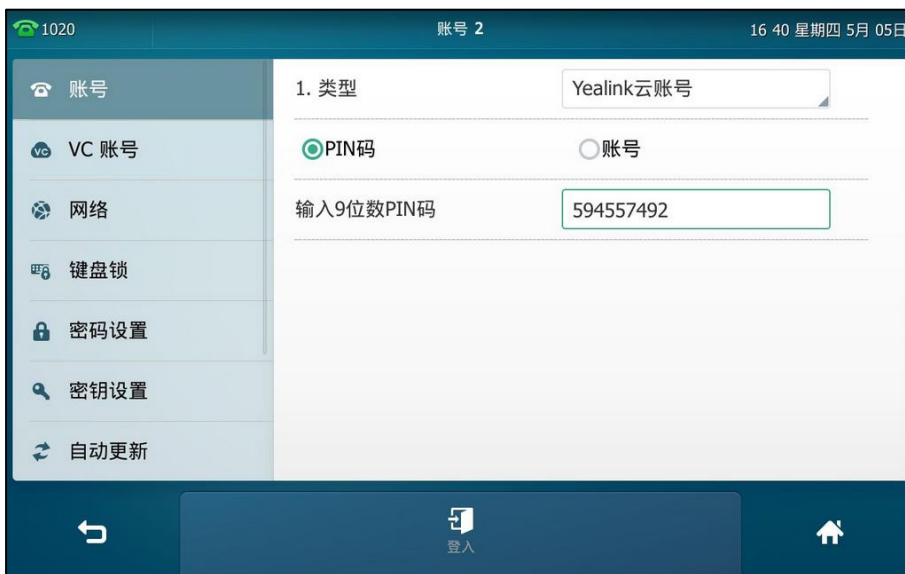 1020
账号 2
16 40 星期四 5月 05日
账号
VC 账号
网络
键盘锁
密码设置
密钥设置
自动更新
1. 类型
Yealink云账号
PIN码
账号
输入9位数PIN码
594557492
登入